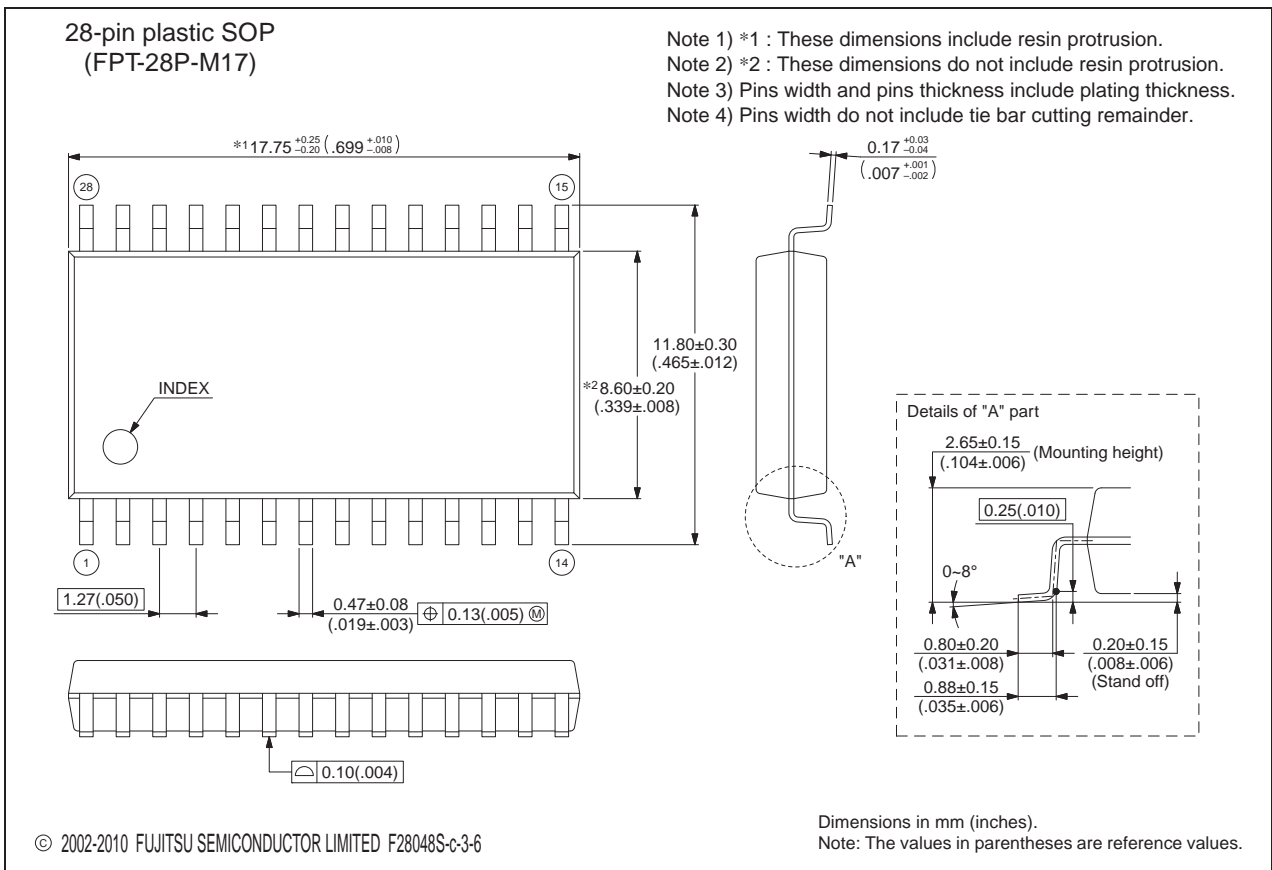 28-pin plastic SOP
(FPT-28P-M17)
Note 1) *1 : These dimensions include resin protrusion.
Note 2) *2 : These dimensions do not include resin protrusion.
Note 3) Pins width and pins thickness include plating thickness.
Note 4) Pins width do not include tie bar cutting remainder.
*1 17.75 +0.25 −0.20 (.699 +.010 −.008)
0.17 +0.03 −0.04
(.007 +.001 −.002)
28
15
11.80±0.30
(.465±.012)
*2 8.60±0.20
(.339±.008)
INDEX
1
14
"A"
1.27(.050)
0.47±0.08
(.019±.003)
⌖ 0.13(.005) Ⓜ
Details of "A" part
2.65±0.15
(.104±.006)
(Mounting height)
0.25(.010)
0~8°
0.80±0.20
(.031±.008)
0.88±0.15
(.035±.006)
0.20±0.15
(.008±.006)
(Stand off)
⌓ 0.10(.004)
© 2002-2010 FUJITSU SEMICONDUCTOR LIMITED F28048S-c-3-6
Dimensions in mm (inches).
Note: The values in parentheses are reference values.